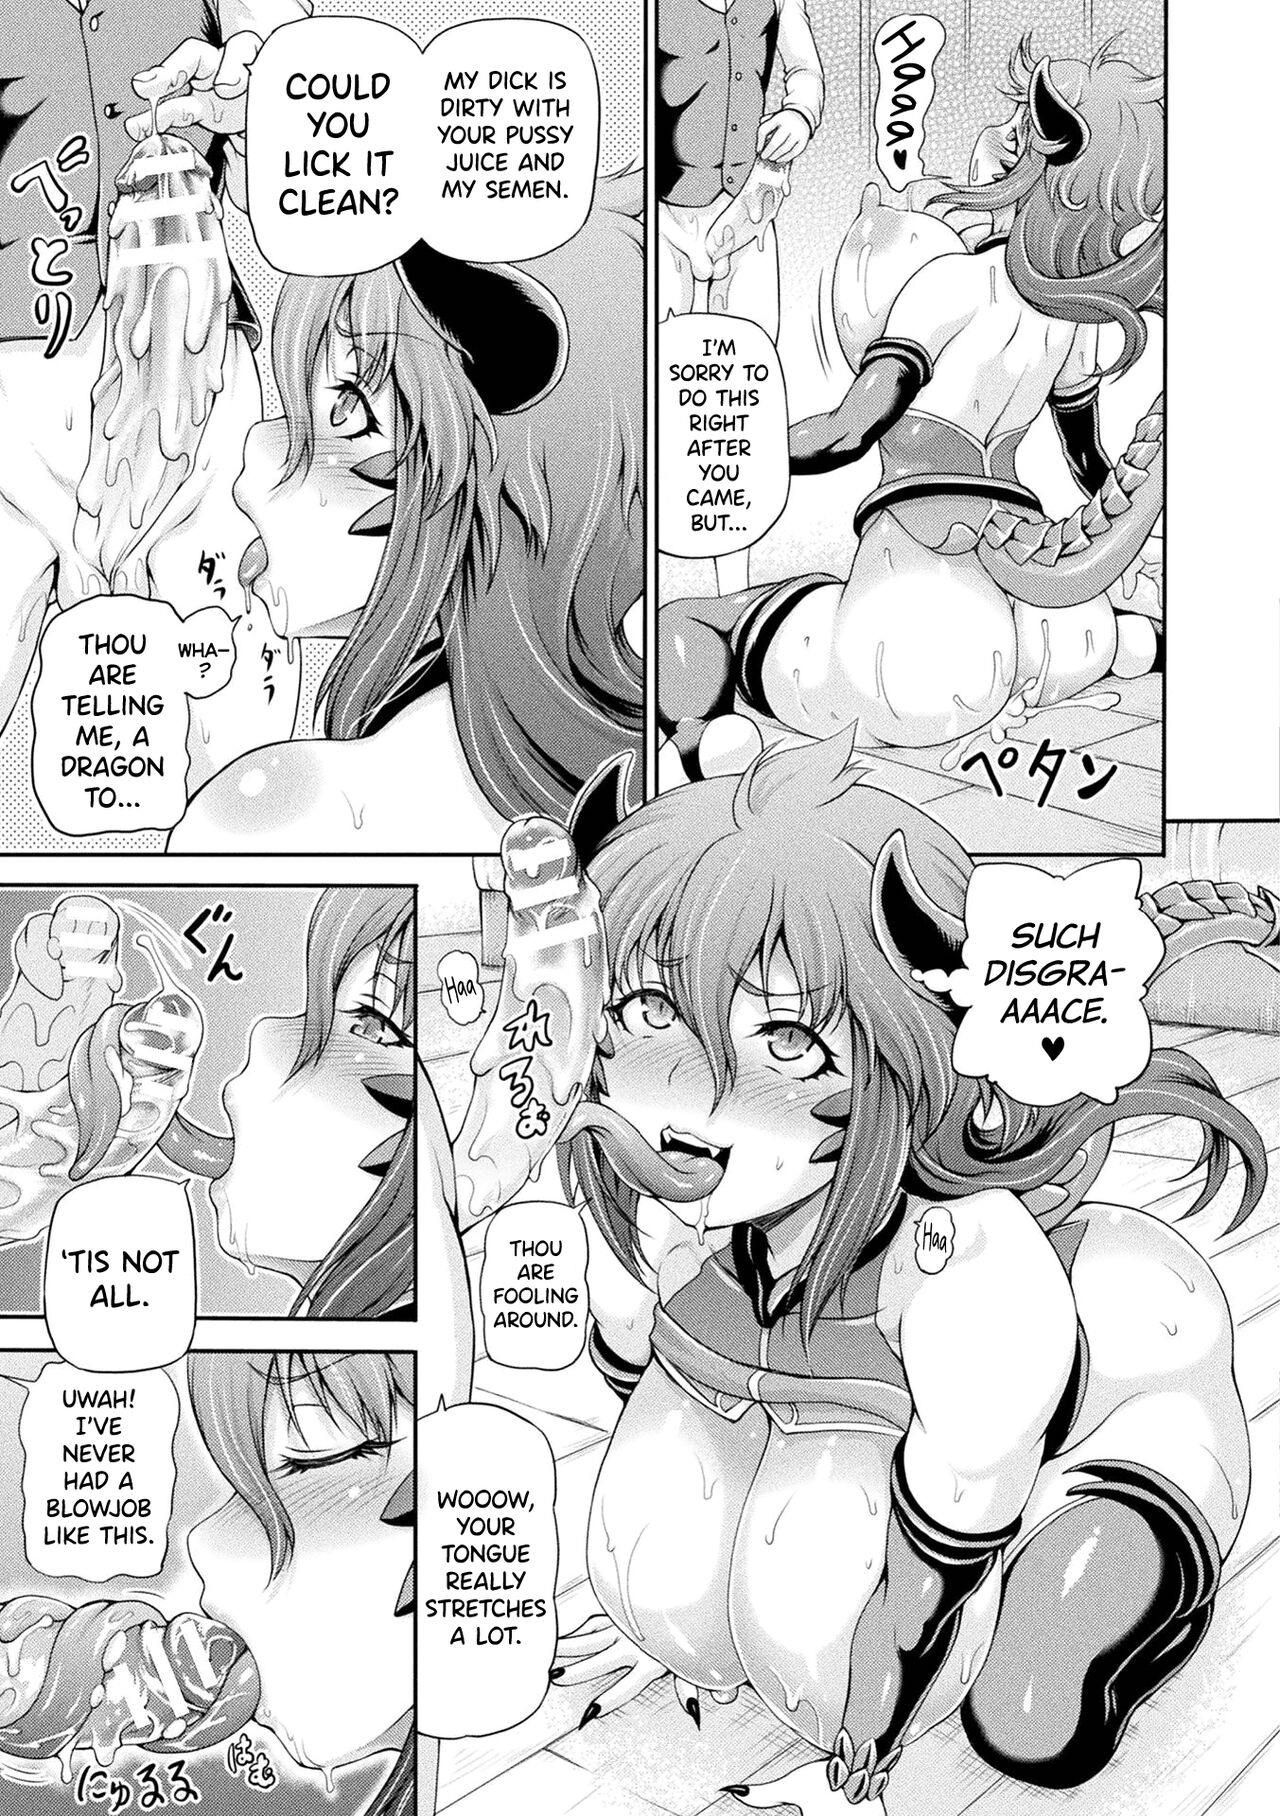 Haaa♥
I'M
SORRY TO
DO THIS
RIGHT
AFTER
YOU
CAME,
BUT...
ペタン
MY DICK IS
DIRTY WITH
YOUR PUSSY
JUICE AND
MY SEMEN.
COULD
YOU
LICK IT
CLEAN?
べっとり
ダラァ
ダラ
WHA-
?
THOU
ARE
TELLING
ME, A
DRAGON
TO...
SUCH
DISGRA-
AAACE.
♥
Haa
れろぉ
Haa
THOU
ARE
FOOLING
AROUND.
WOOOW,
YOUR
TONGUE
REALLY
STRETCHES
A LOT.
ぐん
'TIS NOT
ALL.
UWAH!
I'VE
NEVER
HAD A
BLOWJOB
LIKE THIS.
はむ
にゅるる